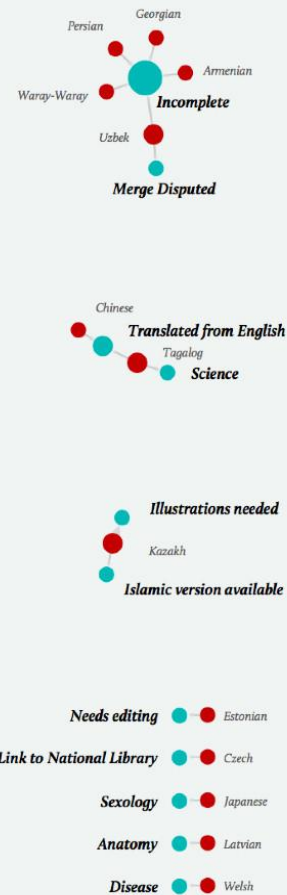 Georgian
Persian
Armenian
Waray-Waray
Incomplete
Uzbek
Merge Disputed
Chinese
Translated from English
Tagalog
Science
Illustrations needed
Kazakh
Islamic version available
Needs editing Estonian
Link to National Library Czech
Sexology Japanese
Anatomy Latvian
Disease Welsh